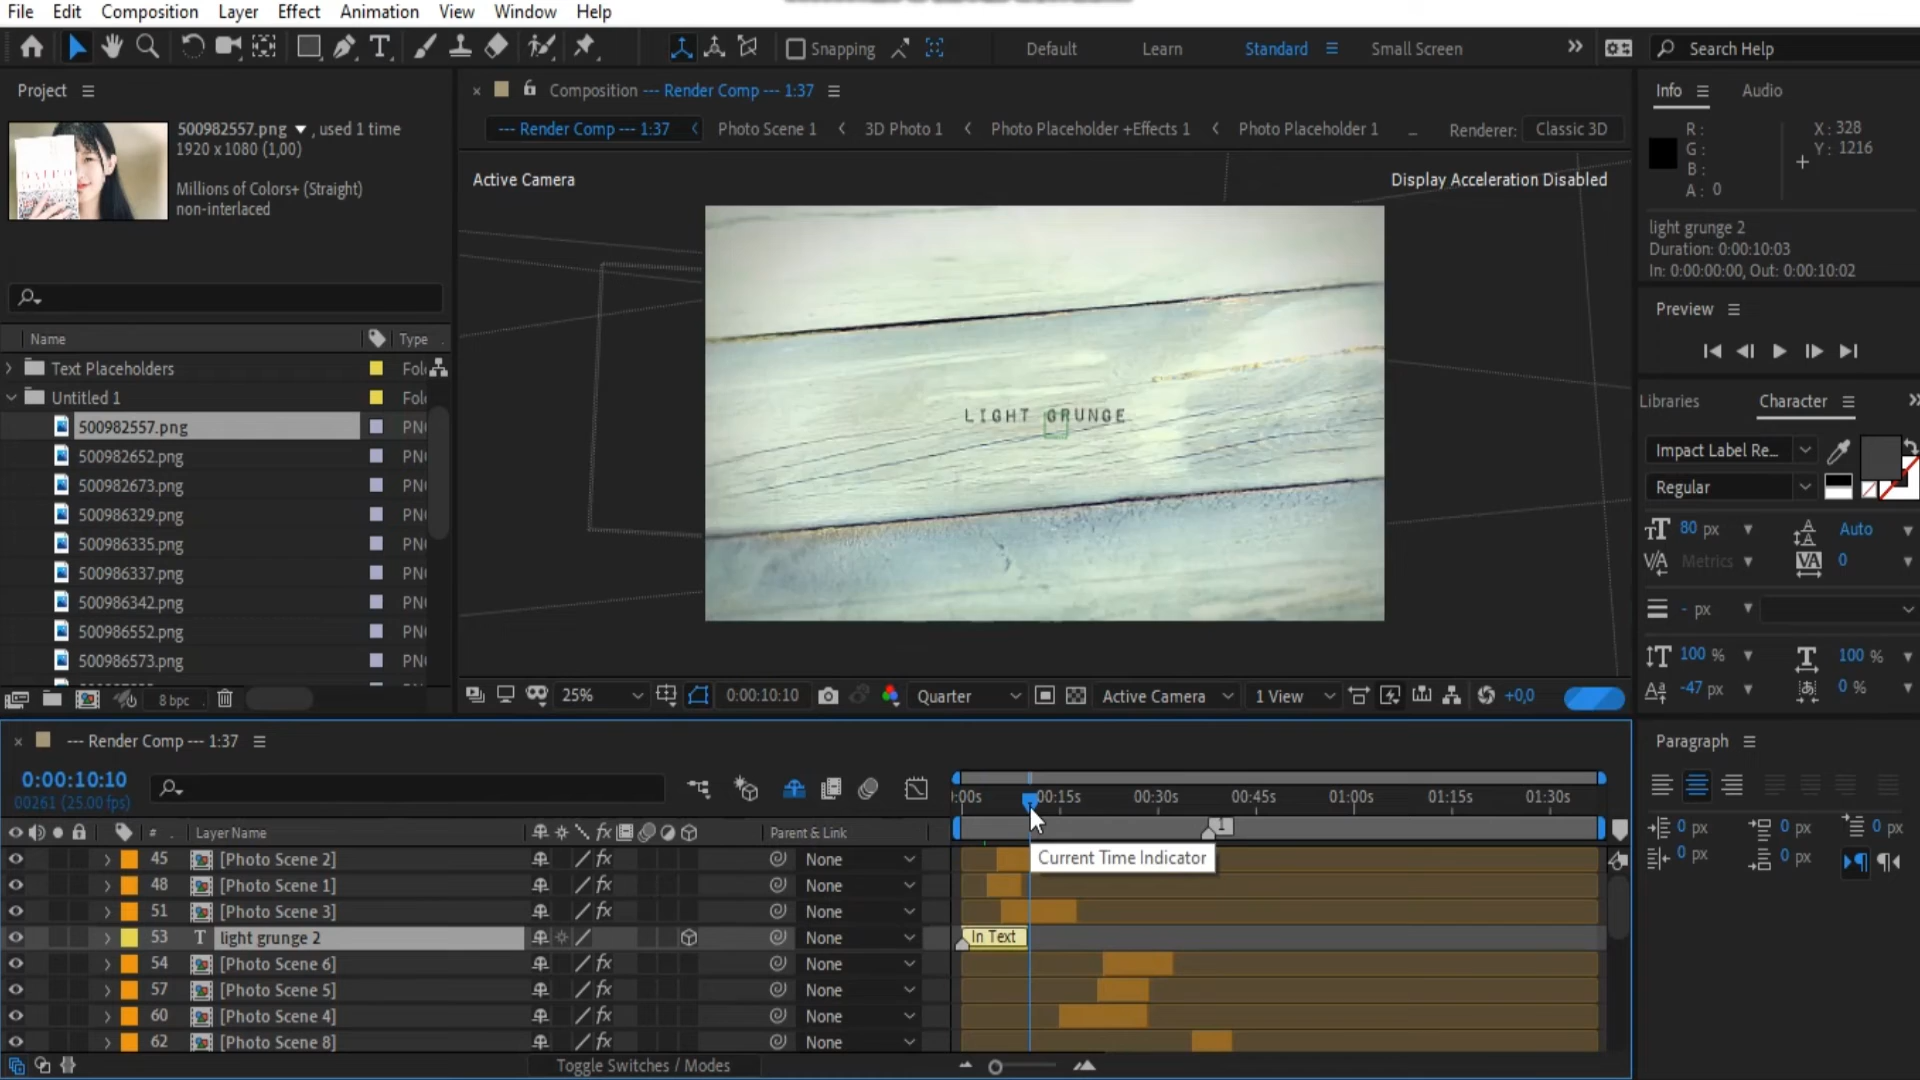 File Edit Composition Layer Effect Animation View Window Help
Snapping Default Learn Standard Small Screen Search Help
Project
500982557.png , used 1 time
1920 x 1080 (1,00)
Millions of Colors+ (Straight)
non-interlaced
Name Type
Text Placeholders
Untitled 1
500982557.png
500982652.png
500982673.png
500986329.png
500986335.png
500986337.png
500986342.png
500986552.png
500986573.png
8 bpc
Composition --- Render Comp --- 1:37
--- Render Comp --- 1:37 Photo Scene 1 3D Photo 1 Photo Placeholder +Effects 1 Photo Placeholder 1
Renderer: Classic 3D
Active Camera Display Acceleration Disabled
LIGHT GRUNGE
25% 0:00:10:10 Quarter Active Camera 1 View +0,0
Info Audio
R: X: 328
G: Y: 1216
B:
A: 0
light grunge 2
Duration: 0:00:10:03
In: 0:00:00:00, Out: 0:00:10:02
Preview
Libraries Character
Impact Label Re...
Regular
80 px Auto
Metrics 0
- px
100 % 100 %
-47 px 0 %
Paragraph
0 px 0 px 0 px
0 px 0 px
--- Render Comp --- 1:37
0:00:10:10
00261 (25.00 fps)
00:15s 00:30s 00:45s 01:00s 01:15s 01:30s
# Layer Name Parent & Link
1
Current Time Indicator
45 [Photo Scene 2] None
48 [Photo Scene 1] None
51 [Photo Scene 3] None
53 light grunge 2 None In Text
54 [Photo Scene 6] None
57 [Photo Scene 5] None
60 [Photo Scene 4] None
62 [Photo Scene 8] None
Toggle Switches / Modes